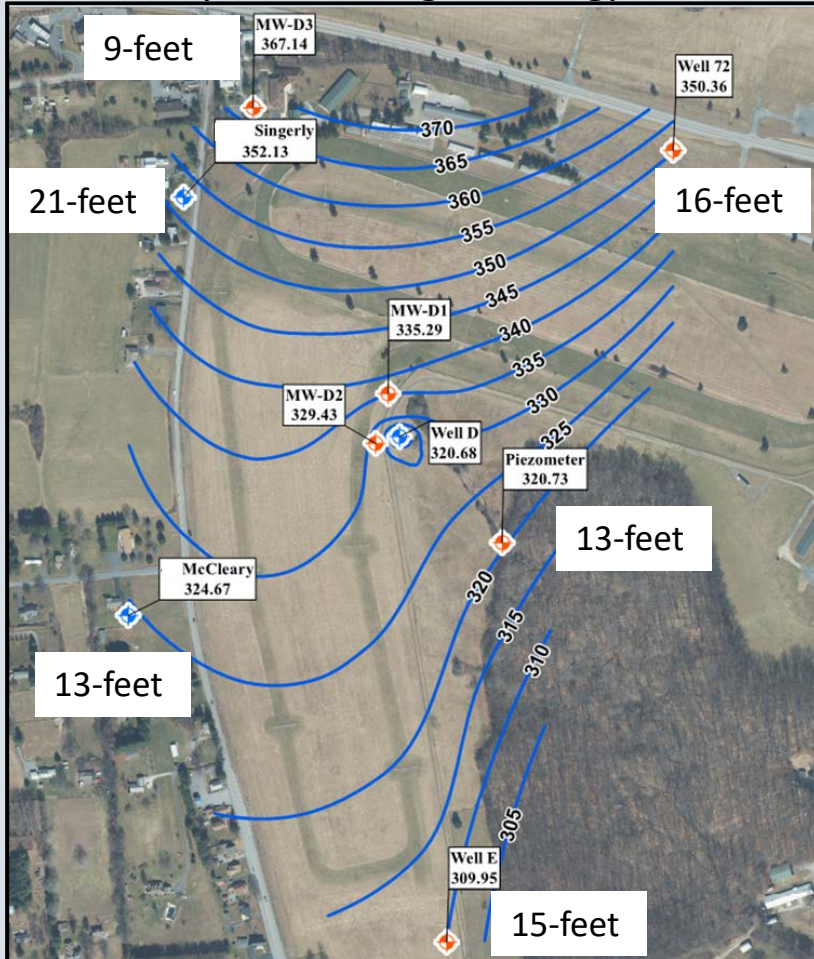 MW-D3
367.14
9-feet
Well 72
350.36
Singerly
352.13
370
365
21-feet
16-feet
360
355
350
345
MW-D1
335.29
340
335
MW-D2
329.43
330
Well D
320.68
325
Piezometer
320.73
13-feet
McCleary
324.67
320
315
310
13-feet
305
Well E
309.95
15-feet